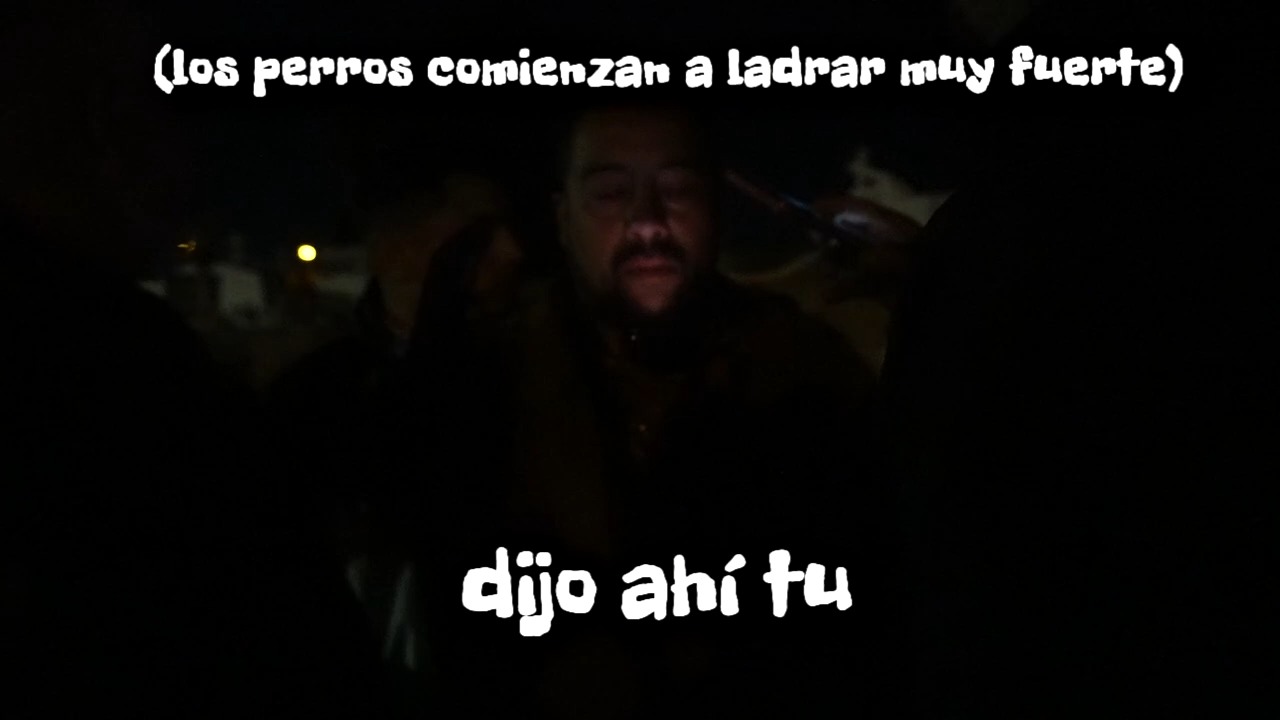 (los perros comienzan a ladrar muy fuerte)
dijo ahí tu